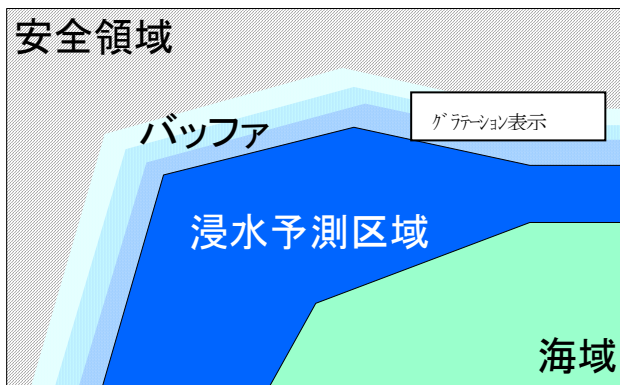 安全領域
バッファ
グラデーション表示
浸水予測区域
海域